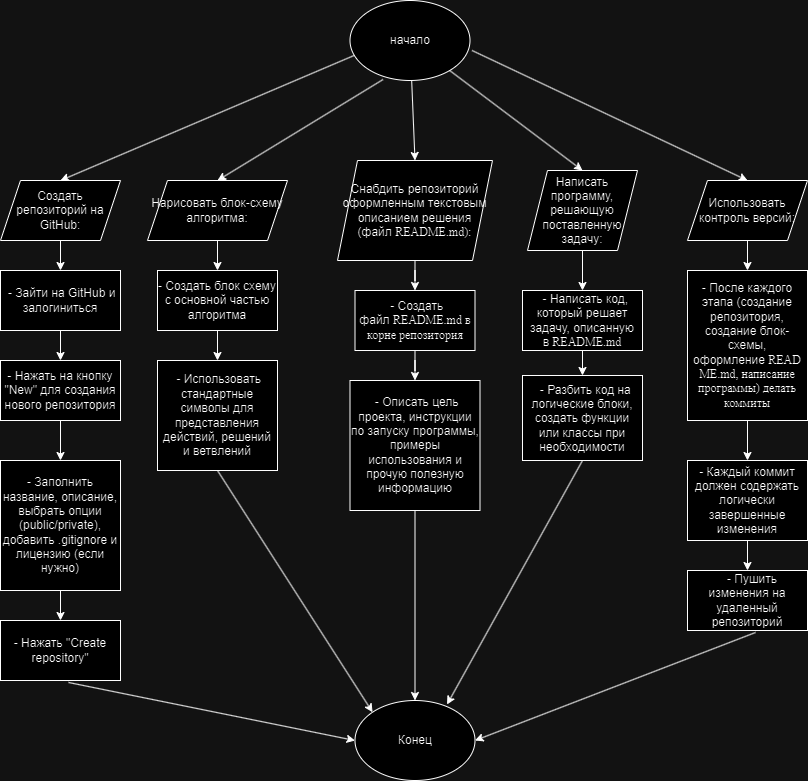 начало
Создать
репозиторий на
GitHub:
- Зайти на GitHub и
залогиниться
- Нажать на кнопку
"New" для создания
нового репозитория
- Заполнить
название, описание,
выбрать опции
(public/private),
добавить .gitignore и
лицензию (если
нужно)
- Нажать "Create
repository"
Нарисовать блок-схему
алгоритма:
- Создать блок схему
с основной частью
алгоритма
- Использовать
стандартные
символы для
представления
действий, решений
и ветвлений
Снабдить репозиторий
оформленным текстовым
описанием решения
(файл README.md):
- Создать
файл README.md в
корне репозитория
- Описать цель
проекта, инструкции
по запуску программы,
примеры
использования и
прочую полезную
информацию
Написать
программу,
решающую
поставленную
задачу:
- Написать код,
который решает
задачу, описанную
в README.md
- Разбить код на
логические блоки,
создать функции
или классы при
необходимости
Использовать
контроль версий:
- После каждого
этапа (создание
репозитория,
создание блок-
схемы,
оформление READ
ME.md, написание
программы) делать
коммиты
- Каждый коммит
должен содержать
логически
завершенные
изменения
- Пушить
изменения на
удаленный
репозиторий
Конец